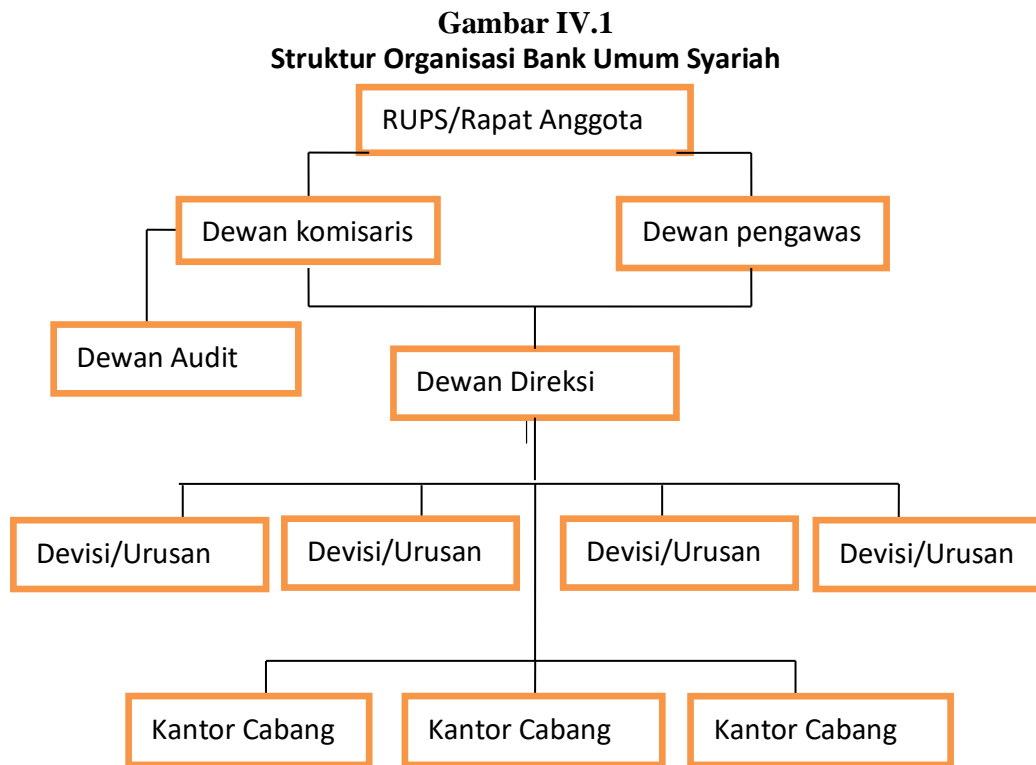 Gambar IV.1
Struktur Organisasi Bank Umum Syariah
RUPS/Rapat Anggota
Dewan komisaris
Dewan pengawas
Dewan Audit
Dewan Direksi
Devisi/Urusan
Devisi/Urusan
Devisi/Urusan
Devisi/Urusan
Kantor Cabang
Kantor Cabang
Kantor Cabang